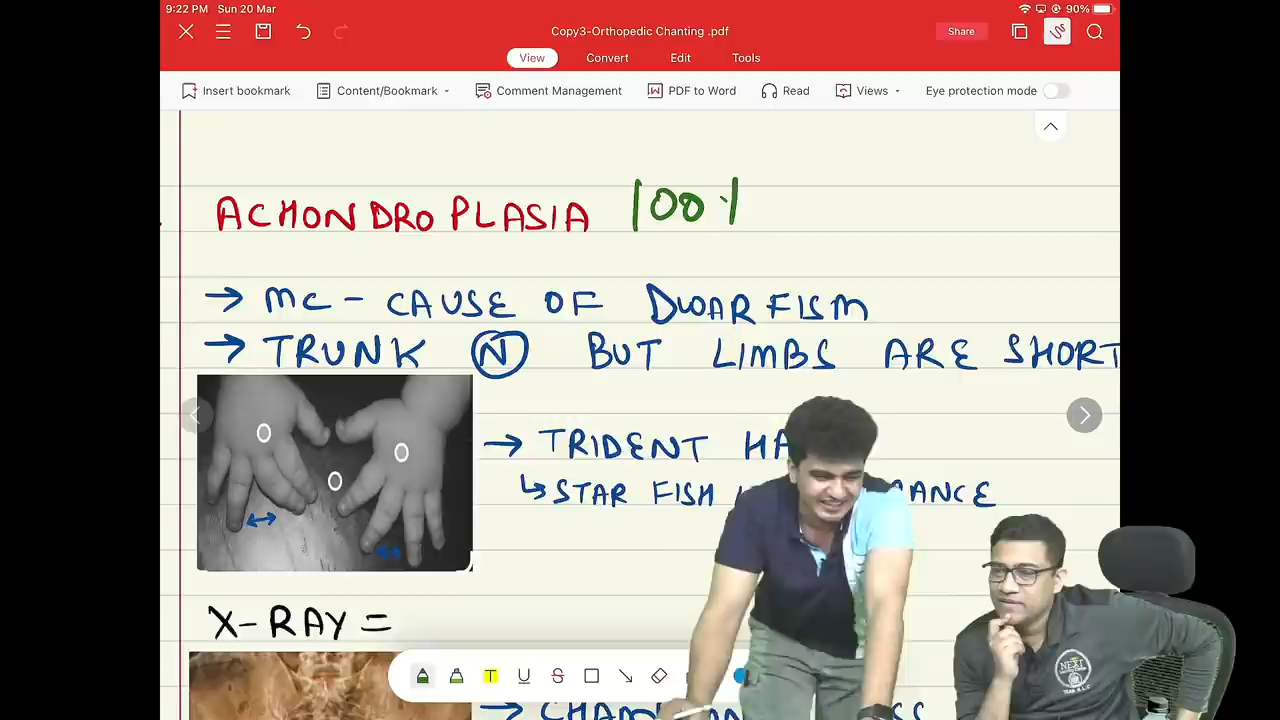 9:22 PM Sun 20 Mar
90%
Copy3-Orthopedic Chanting .pdf
Share
View Convert Edit Tools
Insert bookmark Content/Bookmark Comment Management PDF to Word Read Views Eye protection mode
ACHONDROPLASIA 100%
→ MC - CAUSE OF DWARFISM
→ TRUNK N BUT LIMBS ARE SHORT
→ TRIDENT
↳ STAR FISH
X-RAY =
T U S
NEXT